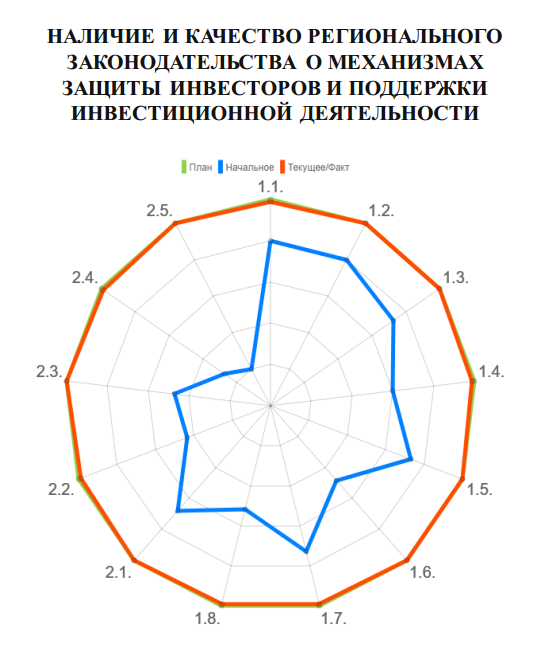 НАЛИЧИЕ И КАЧЕСТВО РЕГИОНАЛЬНОГО
ЗАКОНОДАТЕЛЬСТВА О МЕХАНИЗМАХ
ЗАЩИТЫ ИНВЕСТОРОВ И ПОДДЕРЖКИ
ИНВЕСТИЦИОННОЙ ДЕЯТЕЛЬНОСТИ
План Начальное Текущее/Факт
1.1.
2.5. 1.2.
2.4. 1.3.
2.3. 1.4.
2.2. 1.5.
2.1. 1.6.
1.8. 1.7.